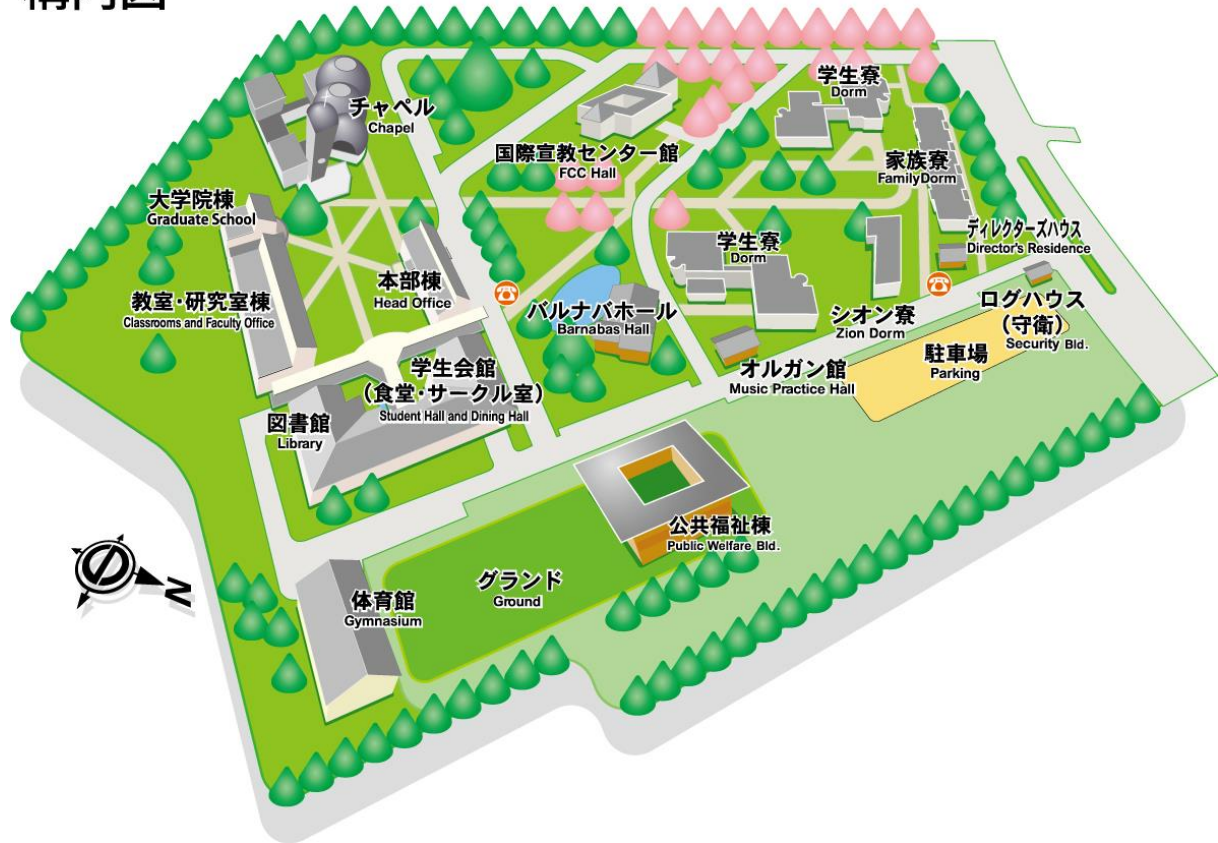 構内図
学生寮
Dorm
チャペル
Chapel
国際宣教センター館
FCC Hall
家族寮
FamilyDorm
大学院棟
Graduate School
ディレクターズハウス
Director's Residence
学生寮
Dorm
本部棟
Head Office
教室・研究室棟
Classrooms and Faculty Office
バルナバホール
Barnabas Hall
シオン寮
Zion Dorm
ログハウス
（守衛）
Security Bld.
駐車場
Parking
オルガン館
Music Practice Hall
学生会館
（食堂・サークル室）
Student Hall and Dining Hall
図書館
Library
公共福祉棟
Public Welfare Bld.
グランド
Ground
体育館
Gymnasium
N